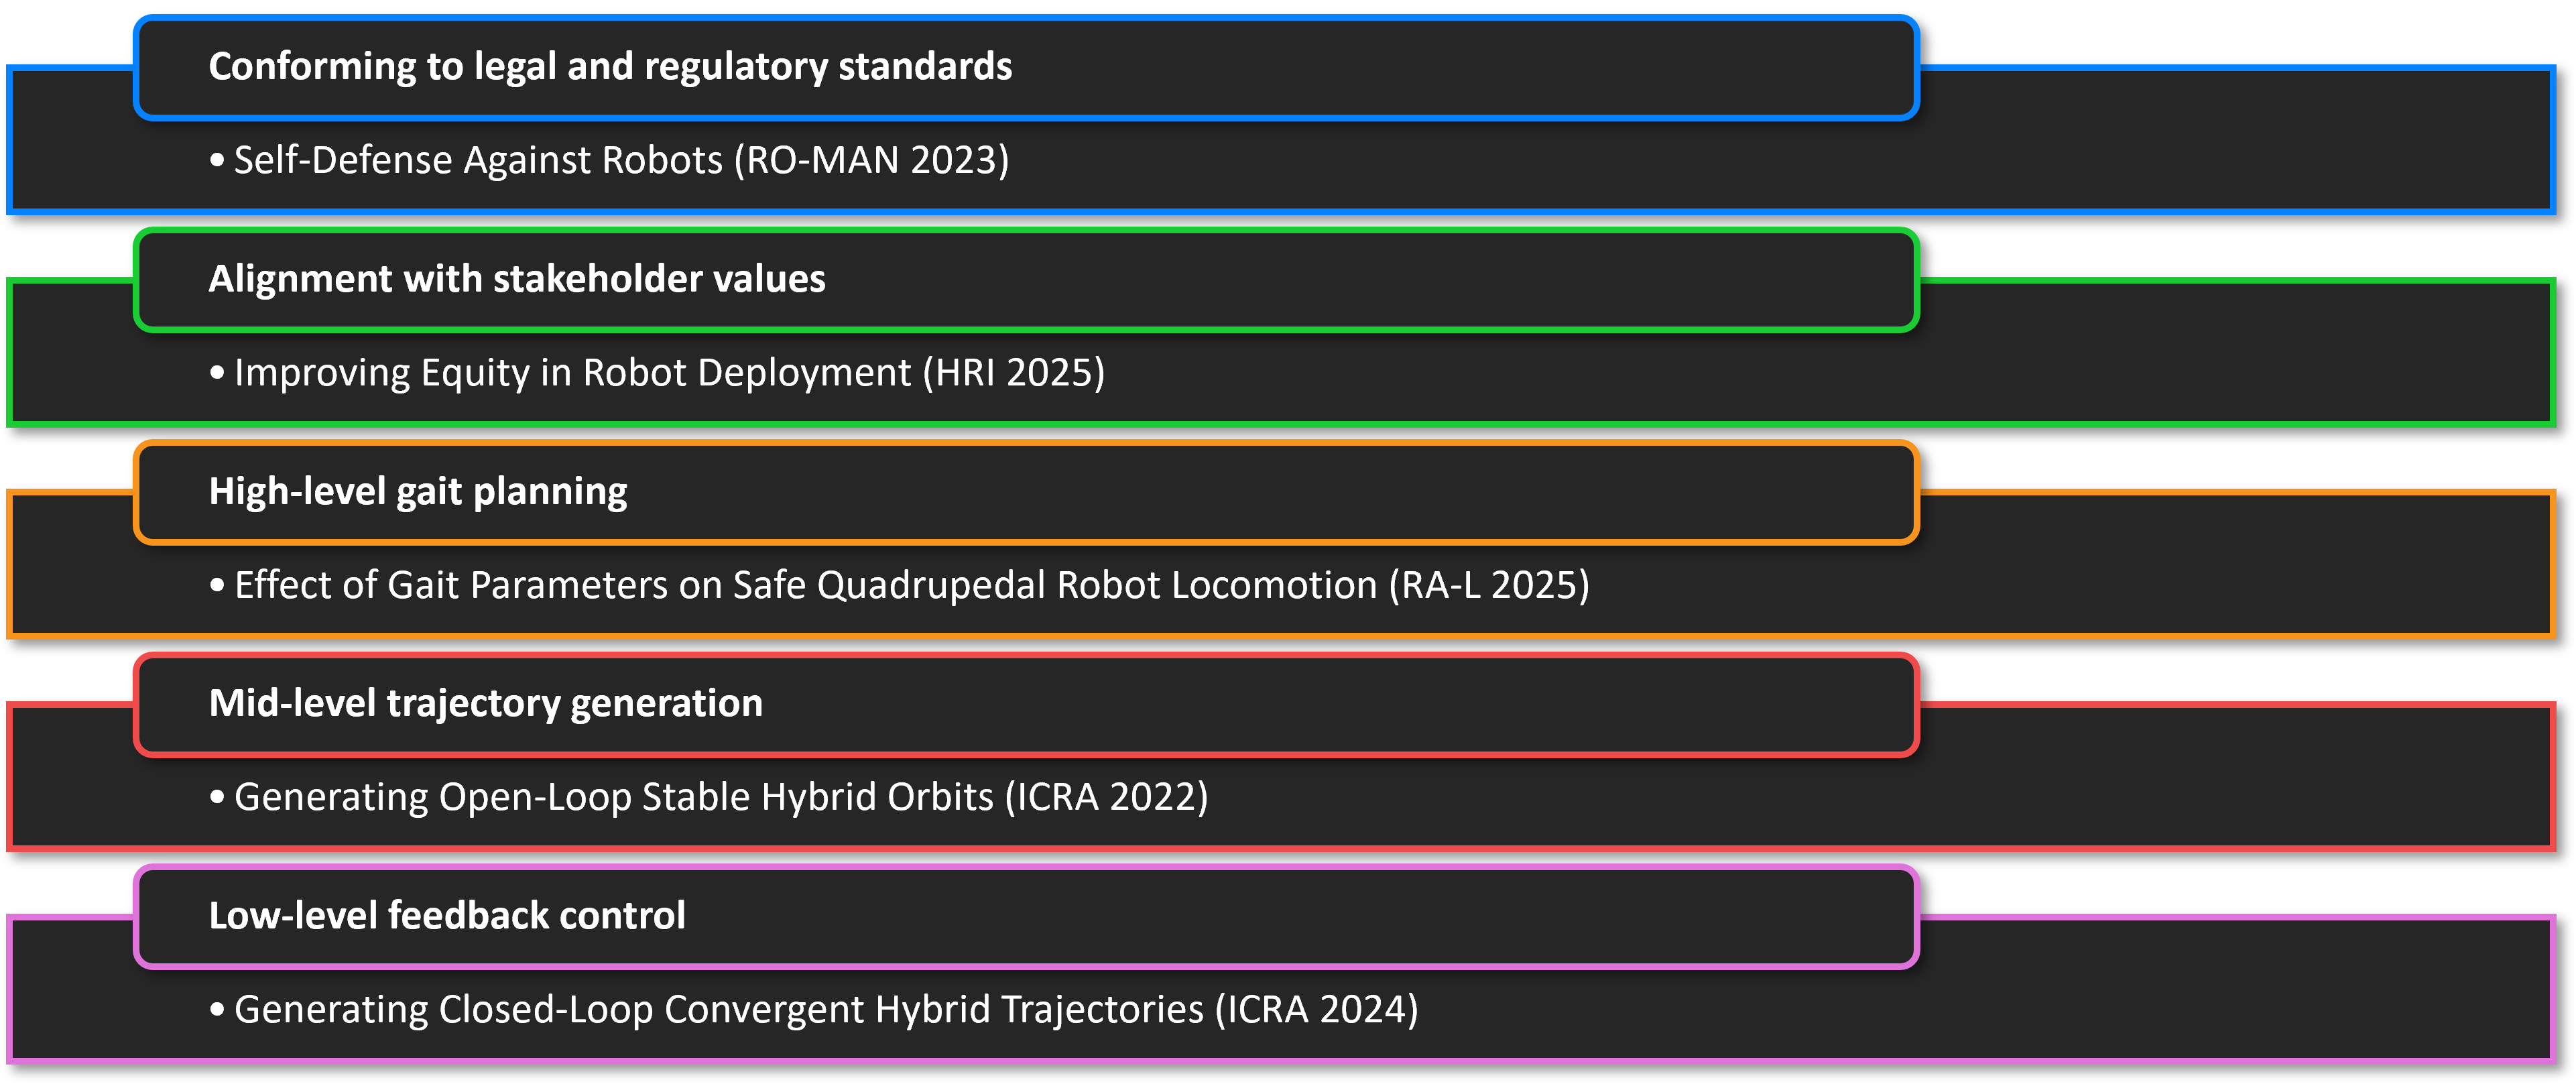 Conforming to legal and regulatory standards
• Self-Defense Against Robots (RO-MAN 2023)
Alignment with stakeholder values
• Improving Equity in Robot Deployment (HRI 2025)
High-level gait planning
• Effect of Gait Parameters on Safe Quadrupedal Robot Locomotion (RA-L 2025)
Mid-level trajectory generation
• Generating Open-Loop Stable Hybrid Orbits (ICRA 2022)
Low-level feedback control
• Generating Closed-Loop Convergent Hybrid Trajectories (ICRA 2024)